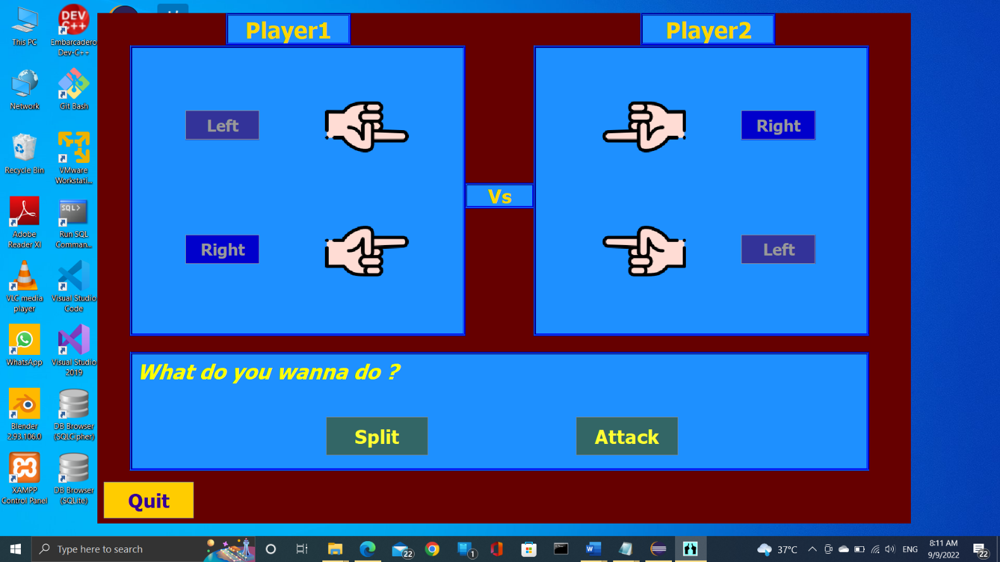 This PC
DEV
C++
Embarcadero
Dev-C++
Network
Git Bash
Recycle Bin
VMware
Workstati...
Adobe
Reader XI
SQL>
Run SQL
Comman...
VLC media
player
Visual Studio
Code
WhatsApp
Visual Studio
2019
Blender
2.93.106.0
DB Browser
(SQLCipher)
XAMPP
Control Panel
DB Browser
(SQLite)
Player1
Player2
Left
Right
Vs
Right
Left
What do you wanna do ?
Split
Attack
Quit
Type here to search
22
1
37°C
ENG
8:11 AM
9/9/2022
22